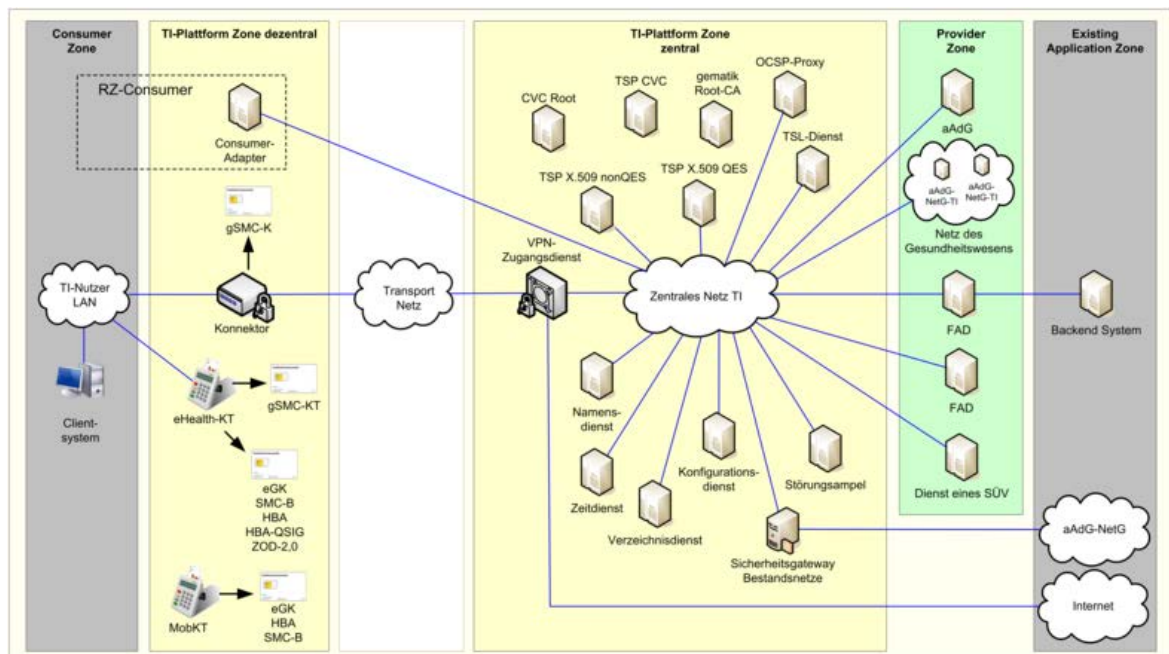 Consumer
Zone
TI-Plattform Zone dezentral
TI-Plattform Zone
zentral
Provider
Zone
Existing
Application Zone
RZ-Consumer
Consumer-
Adapter
gSMC-K
TI-Nutzer
LAN
Konnektor
Client-
system
eHealth-KT
gSMC-KT
eGK
SMC-B
HBA
HBA-QSIG
ZOD-2,0
MobKT
eGK
HBA
SMC-B
Transport
Netz
VPN-
Zugangsdienst
CVC Root
TSP CVC
gematik
Root-CA
OCSP-Proxy
TSL-Dienst
TSP X.509 nonQES
TSP X.509 QES
Zentrales Netz TI
Namens-
dienst
Zeitdienst
Verzeichnisdienst
Konfigurations-
dienst
Störungsampel
Sicherheitsgateway
Bestandsnetze
aAdG
aAdG-
NetG-TI
aAdG-
NetG-TI
Netz des
Gesundheitswesens
FAD
FAD
Dienst eines SÜV
Backend System
aAdG-NetG
Internet